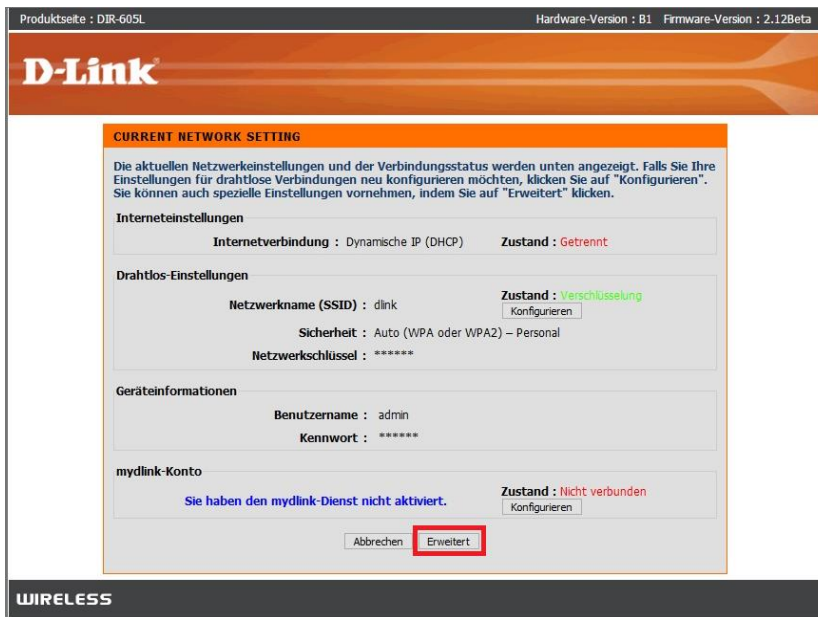 Produktseite : DIR-605L Hardware-Version : B1 Firmware-Version : 2.12Beta
D-Link
CURRENT NETWORK SETTING
Die aktuellen Netzwerkeinstellungen und der Verbindungsstatus werden unten angezeigt. Falls Sie Ihre
Einstellungen für drahtlose Verbindungen neu konfigurieren möchten, klicken Sie auf "Konfigurieren".
Sie können auch spezielle Einstellungen vornehmen, indem Sie auf "Erweitert" klicken.
Interneteinstellungen
Internetverbindung : Dynamische IP (DHCP) Zustand : Getrennt
Drahtlos-Einstellungen
Netzwerkname (SSID) : dlink Zustand : Verschlüsselung
Konfigurieren
Sicherheit : Auto (WPA oder WPA2) – Personal
Netzwerkschlüssel : ******
Geräteinformationen
Benutzername : admin
Kennwort : ******
mydlink-Konto
Sie haben den mydlink-Dienst nicht aktiviert. Zustand : Nicht verbunden
Konfigurieren
Abbrechen Erweitert
WIRELESS